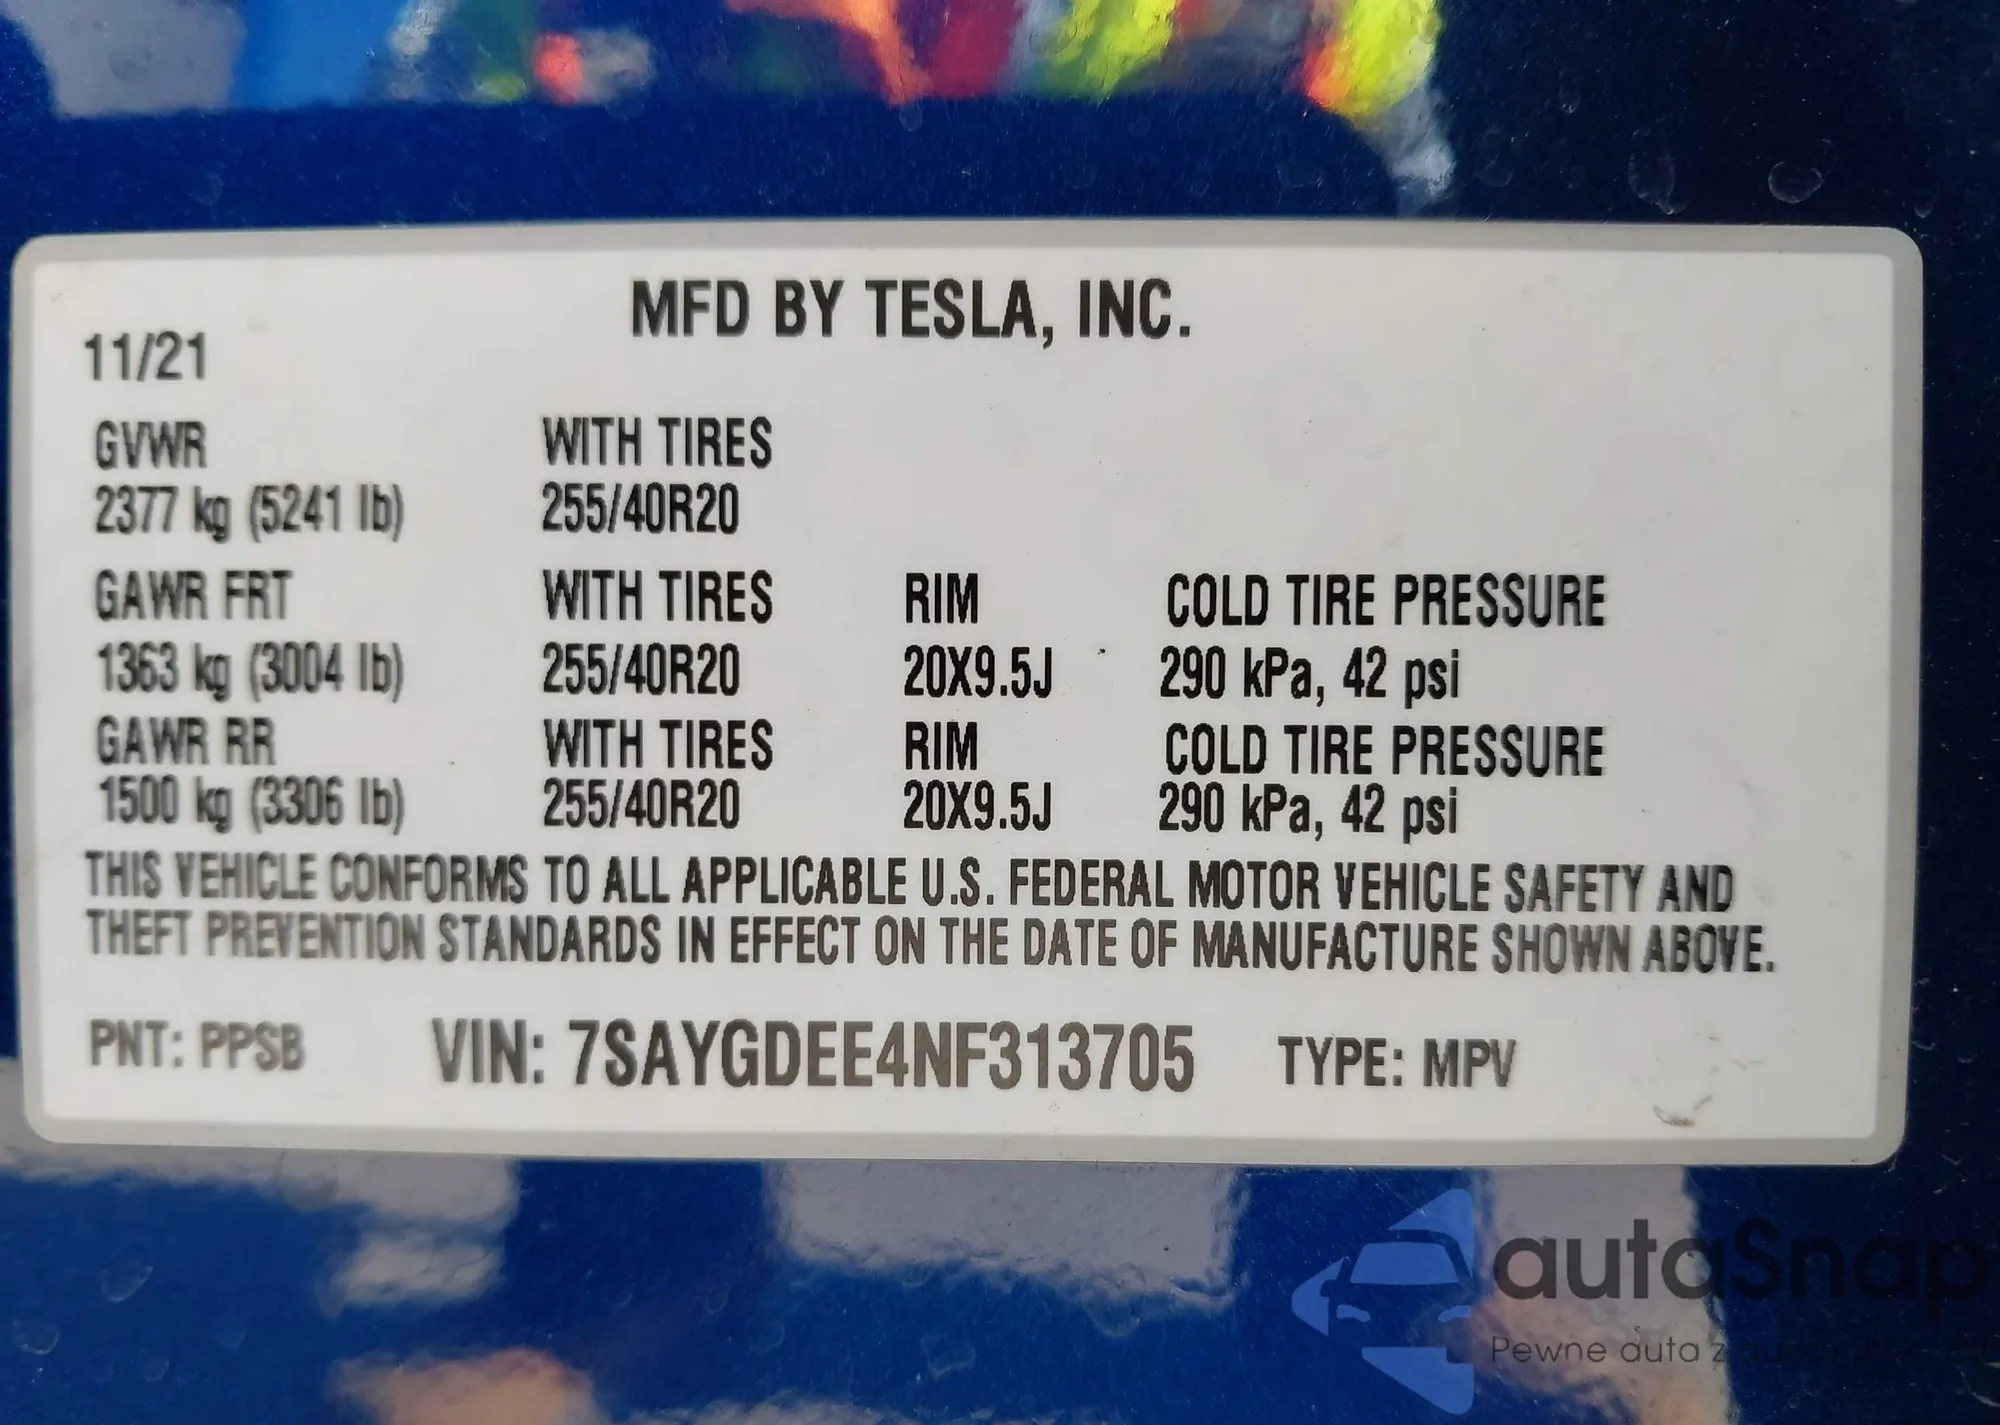 MFD BY TESLA, INC.
11/21
GVWR WITH TIRES
2377 kg (5241 lb) 255/40R20
GAWR FRT WITH TIRES RIM COLD TIRE PRESSURE
1363 kg (3004 lb) 255/40R20 20X9.5J 290 kPa, 42 psi
GAWR RR WITH TIRES RIM COLD TIRE PRESSURE
1500 kg (3306 lb) 255/40R20 20X9.5J 290 kPa, 42 psi
THIS VEHICLE CONFORMS TO ALL APPLICABLE U.S. FEDERAL MOTOR VEHICLE SAFETY AND
THEFT PREVENTION STANDARDS IN EFFECT ON THE DATE OF MANUFACTURE SHOWN ABOVE.
PNT: PPSB VIN: 7SAYGDEE4NF313705 TYPE: MPV
autaSnap
Pewne auta z